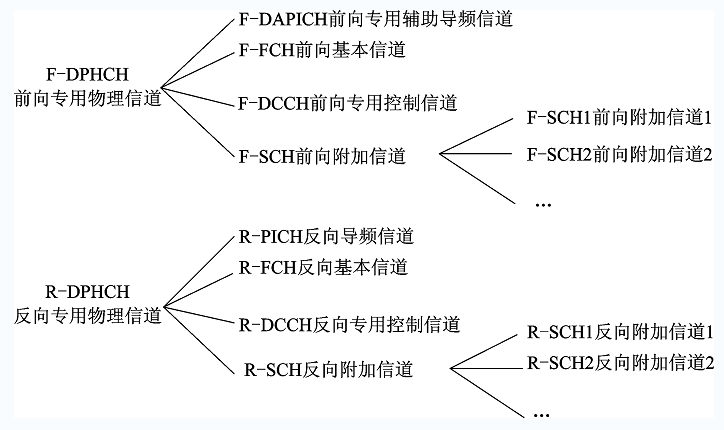 F-DPHCH
前向专用物理信道
F-DAPICH前向专用辅助导频信道
F-FCH前向基本信道
F-DCCH前向专用控制信道
F-SCH前向附加信道
F-SCH1前向附加信道1
F-SCH2前向附加信道2
...
R-DPHCH
反向专用物理信道
R-PICH反向导频信道
R-FCH反向基本信道
R-DCCH反向专用控制信道
R-SCH反向附加信道
R-SCH1反向附加信道1
R-SCH2反向附加信道2
...